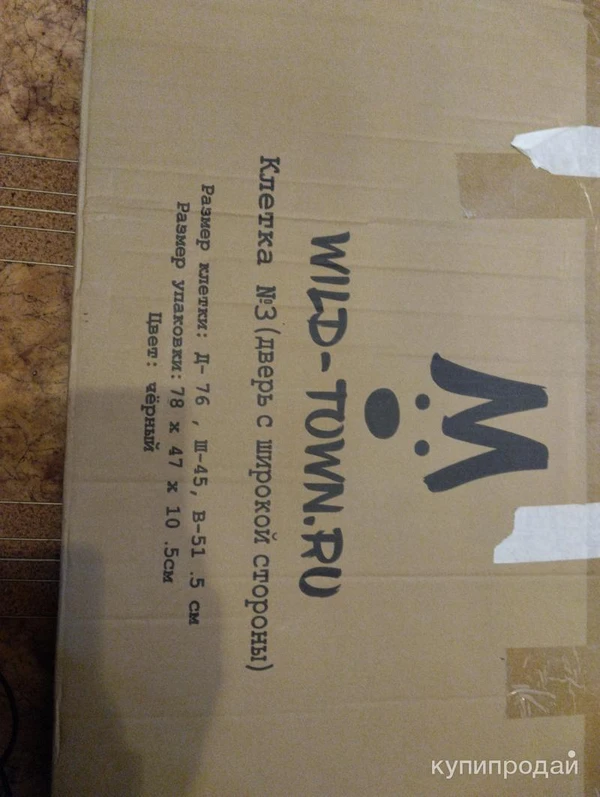 WILD-TOWN.RU
Клетка №3(дверь с широкой стороны)
Размер клетки: Д- 76 , Ш-45, В-51 .5 см
Размер упаковки: 78 х 47 х 10 .5см
Цвет: чёрный
купипродай